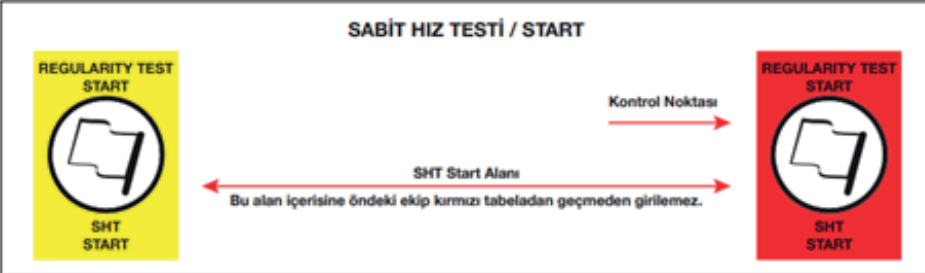 SABİT HIZ TESTİ / START
REGULARITY TEST
START
SHT
START
Kontrol Noktası
SHT Start Alanı
Bu alan içerisine öndeki ekip kırmızı tabeladan geçmeden girilemez.
REGULARITY TEST
START
SHT
START